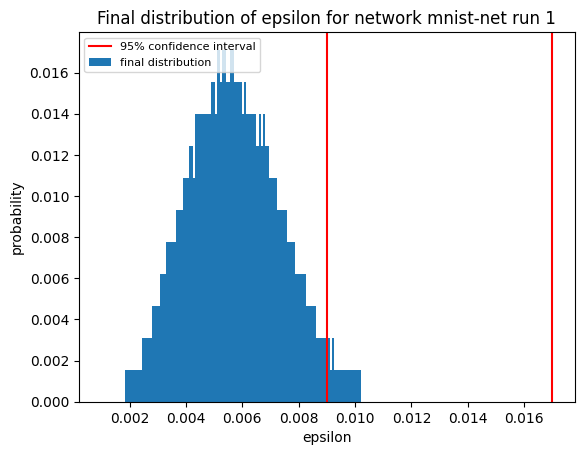 Final distribution of epsilon for network mnist-net run 1
95% confidence interval
final distribution
0.016
0.014
0.012
0.010
0.008
0.006
0.004
0.002
0.000
probability
0.002 0.004 0.006 0.008 0.010 0.012 0.014 0.016
epsilon